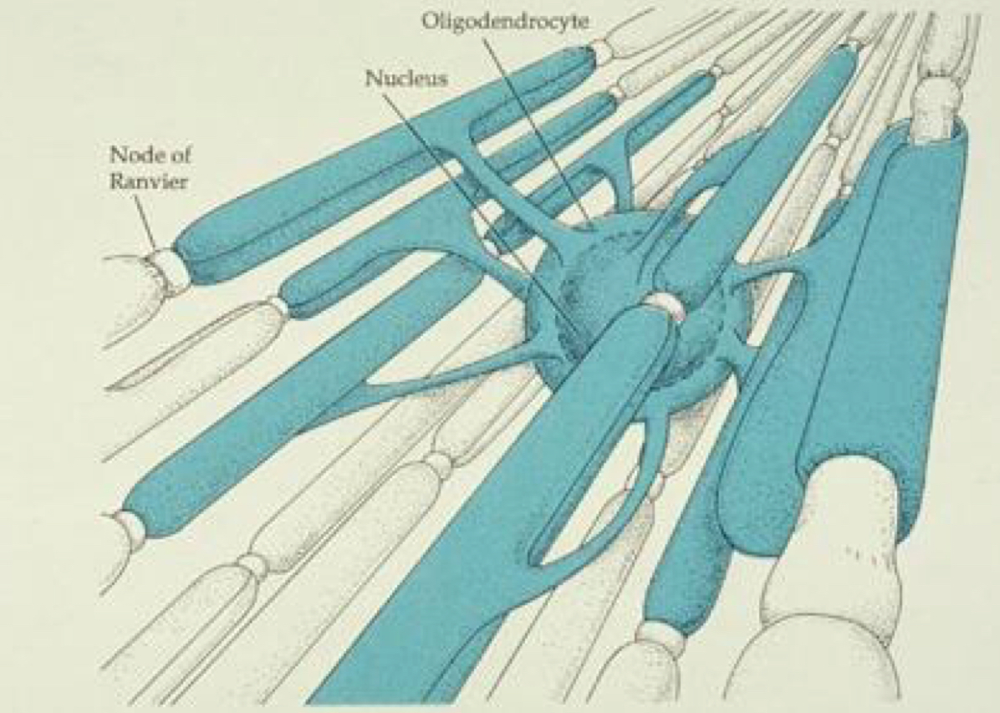 Oligodendrocyte
Nucleus
Node of
Ranvier